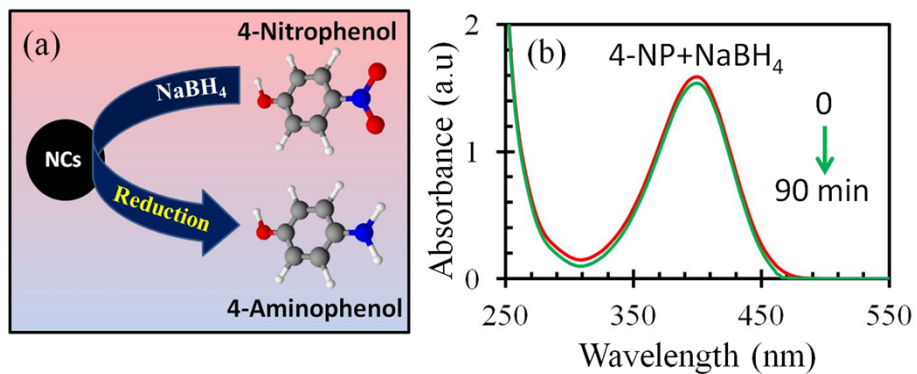 (a)
4-Nitrophenol
NaBH₄
NCs
Reduction
4-Aminophenol
(b)
4-NP+NaBH₄
0
90 min
Absorbance (a.u)
2
1
0
250
350
450
550
Wavelength (nm)